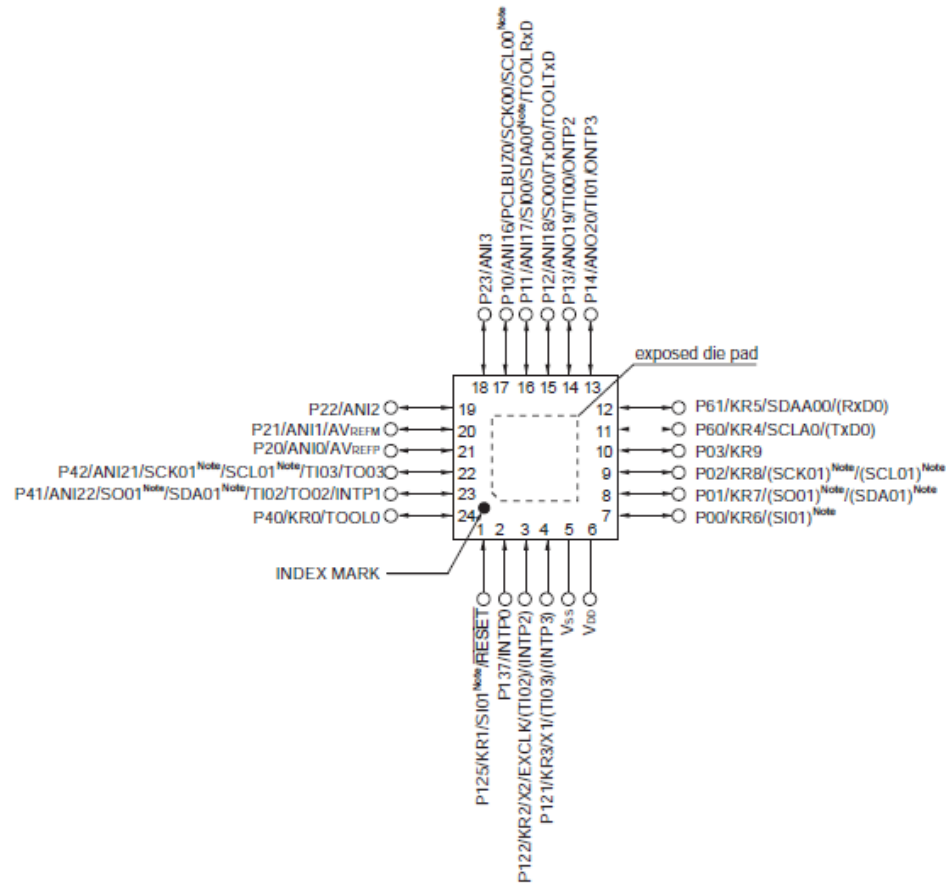 P23/ANI3
P10/ANI16/PCLBUZ0/SCK00/SCL00Note
P11/ANI17/SI00/SDA00Note/TOOLRxD
P12/ANI18/SO00/TxD0/TOOLTxD
P13/ANO19/TI00/ONTP2
P14/ANO20/TI01/ONTP3
exposed die pad
18 17 16 15 14 13
P22/ANI2 19
P21/ANI1/AVREFM 20
P20/ANI0/AVREFP 21
P42/ANI21/SCK01Note/SCL01Note/TI03/TO03 22
P41/ANI22/SO01Note/SDA01Note/TI02/TO02/INTP1 23
P40/KR0/TOOL0 24
12 P61/KR5/SDAA00/(RxD0)
11 P60/KR4/SCLA0/(TxD0)
10 P03/KR9
9 P02/KR8/(SCK01)Note/(SCL01)Note
8 P01/KR7/(SO01)Note/(SDA01)Note
7 P00/KR6/(SI01)Note
1 2 3 4 5 6
INDEX MARK
P125/KR1/SI01Note/RESET
P137/INTP0
P122/KR2/X2/EXCLK/(TI02)/(INTP2)
P121/KR3/X1/(TI03)/(INTP3)
VSS
VDD